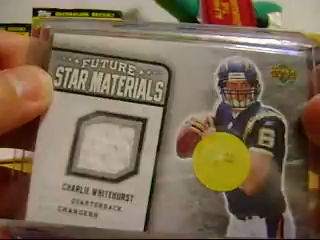 FUTURE
STAR MATERIALS
CHARLIE WHITEHURST
QUARTERBACK
CHARGERS
6